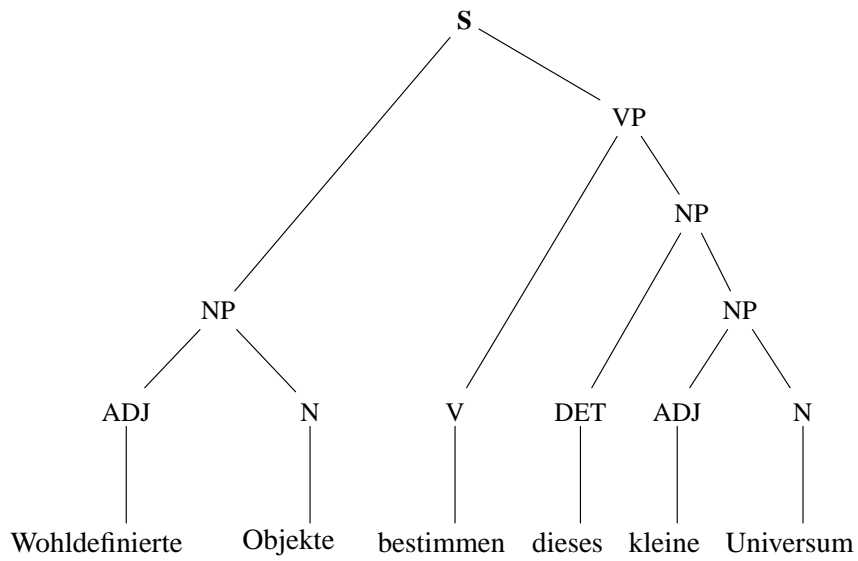 S
VP
NP
NP NP
ADJ N V DET ADJ N
Wohldefinierte Objekte bestimmen dieses kleine Universum